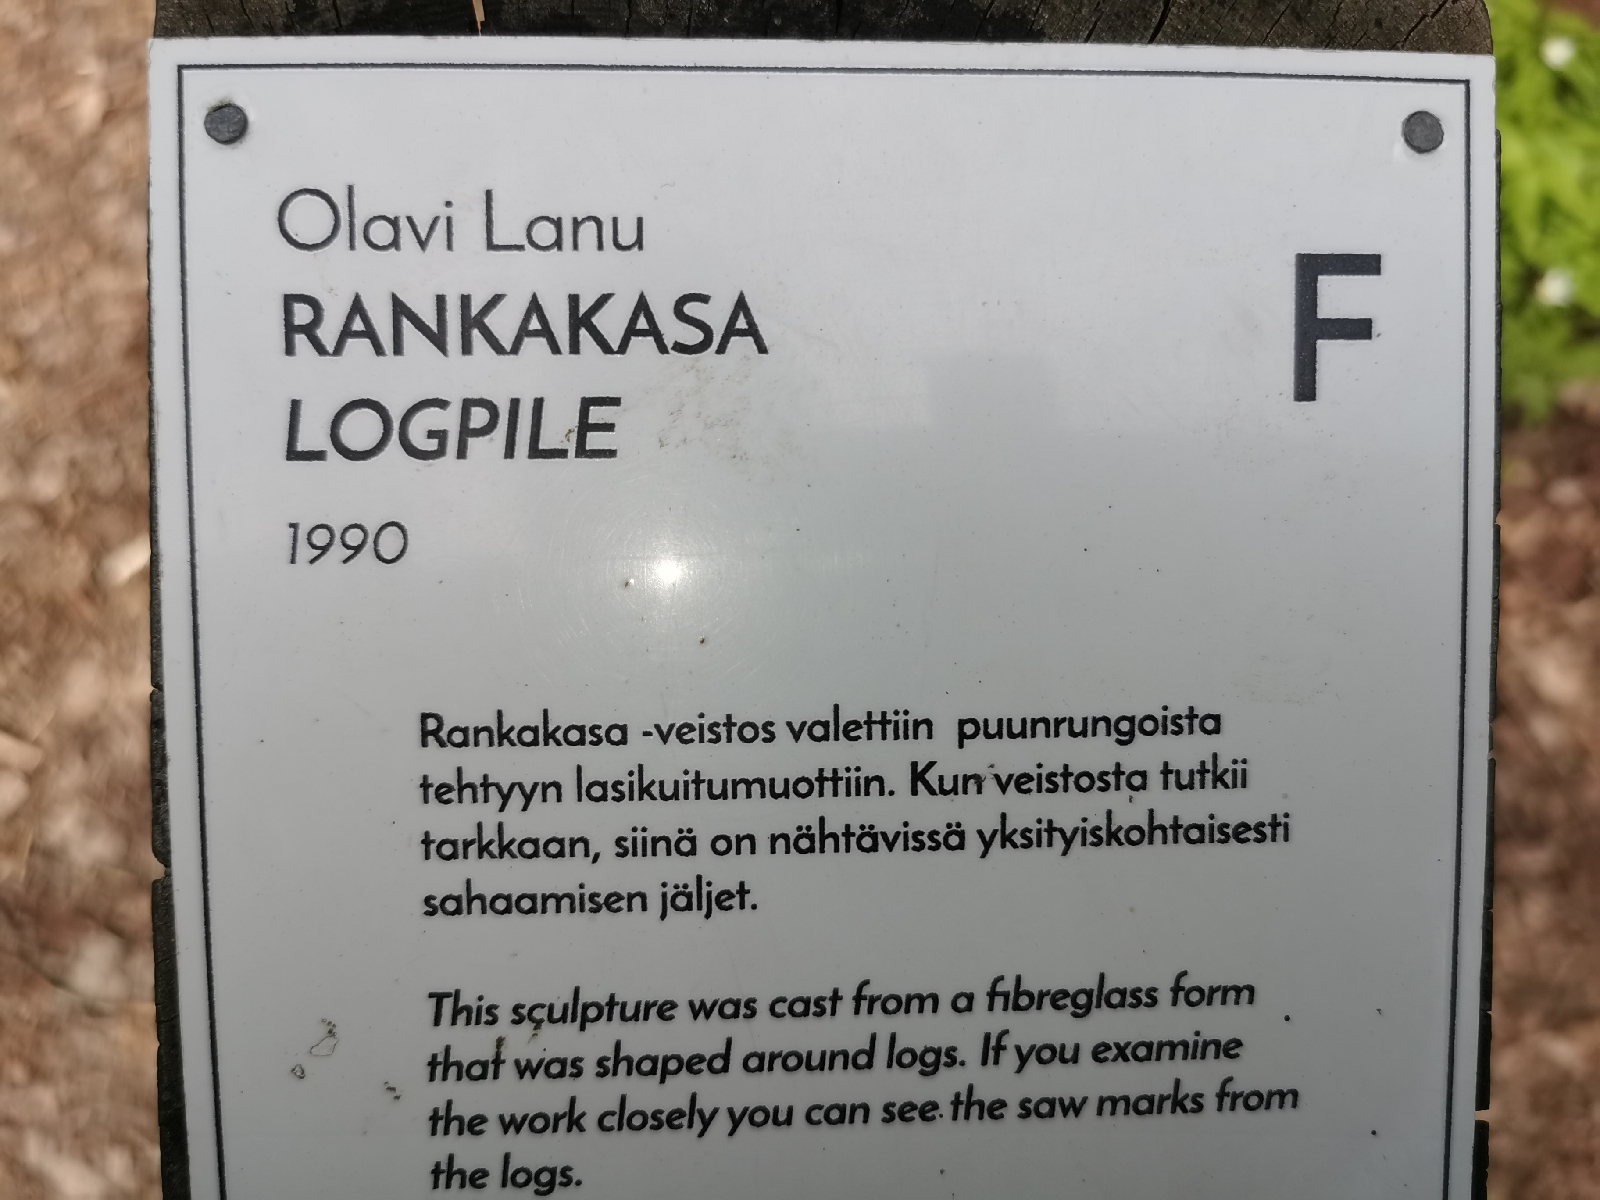 Olavi Lanu
RANKAKASA
LOGPILE
1990
F
Rankakasa -veistos valettiin puunrungoista
tehtyyn lasikuitumuottiin. Kun veistosta tutkii
tarkkaan, siinä on nähtävissä yksityiskohtaisesti
sahaamisen jäljet.
This sculpture was cast from a fibreglass form
that was shaped around logs. If you examine
the work closely you can see the saw marks from
the logs.